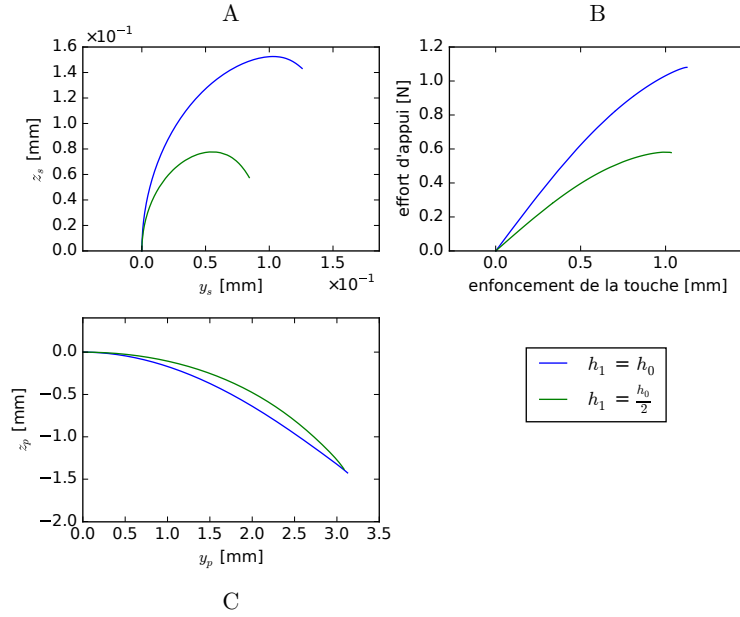 A
B
×10⁻¹
1.6
1.4
1.2
1.0
0.8
0.6
0.4
0.2
0.0
z_s [mm]
0.0 0.5 1.0 1.5
y_s [mm] ×10⁻¹
1.2
1.0
0.8
0.6
0.4
0.2
0.0
effort d'appui [N]
0.0 0.5 1.0
enfoncement de la touche [mm]
0.0
−0.5
−1.0
−1.5
−2.0
z_p [mm]
0.0 0.5 1.0 1.5 2.0 2.5 3.0 3.5
y_p [mm]
h₁ = h₀
h₁ = h₀/2
C